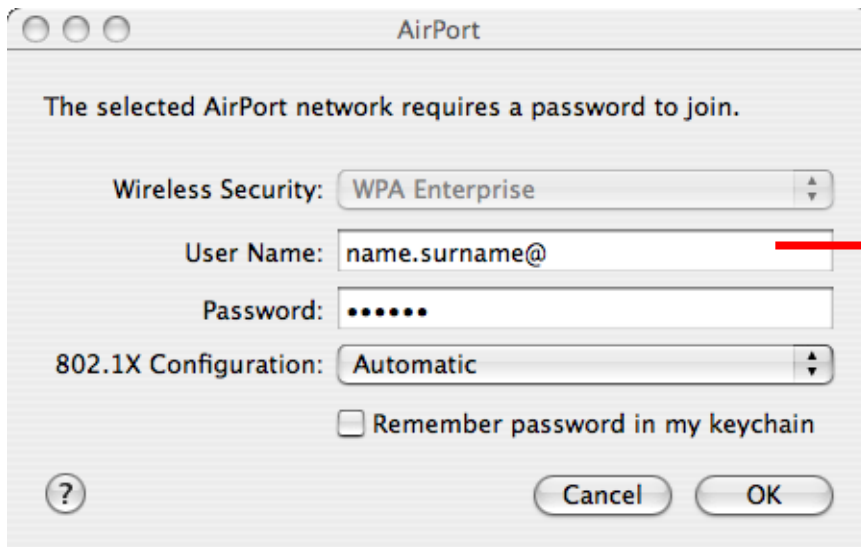 AirPort
The selected AirPort network requires a password to join.
Wireless Security: WPA Enterprise
User Name: name.surname@
Password: ••••••
802.1X Configuration: Automatic
Remember password in my keychain
? Cancel OK